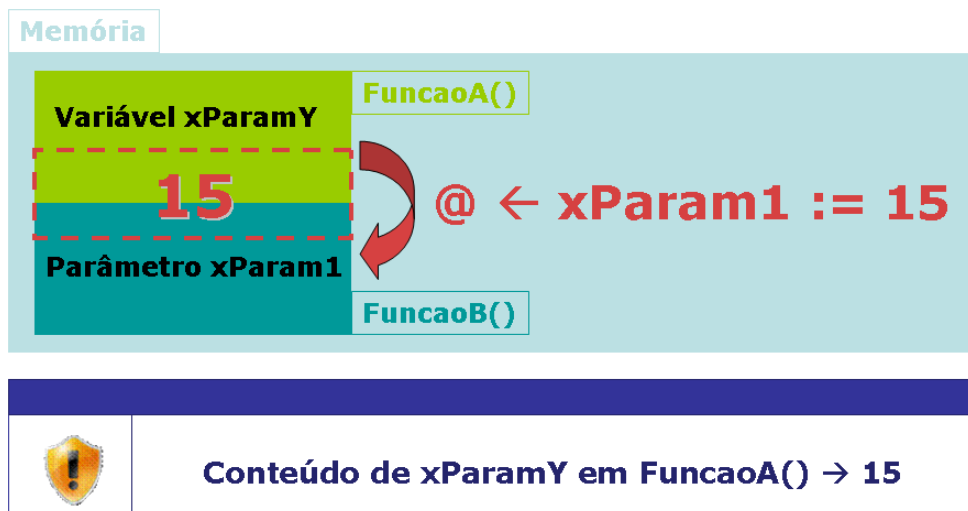 Memória
FuncaoA()
Variável xParamY
15
@ ← xParam1 := 15
Parâmetro xParam1
FuncaoB()
Conteúdo de xParamY em FuncaoA() → 15